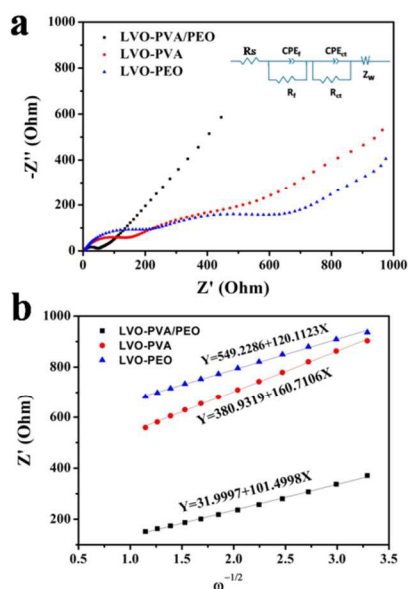 a
LVO-PVA/PEO
LVO-PVA
LVO-PEO
Rs
CPEf
CPEct
Rf
Rct
Zw
800
600
400
200
0
-Z'' (Ohm)
0 200 400 600 800 1000
Z' (Ohm)
b
LVO-PVA/PEO
LVO-PVA
LVO-PEO
Y=549.2286+120.1123X
Y=380.9319+160.7106X
Y=31.9997+101.4998X
1000
800
600
400
200
Z' (Ohm)
1.0 1.5 2.0 2.5 3.0 3.5
ω-1/2